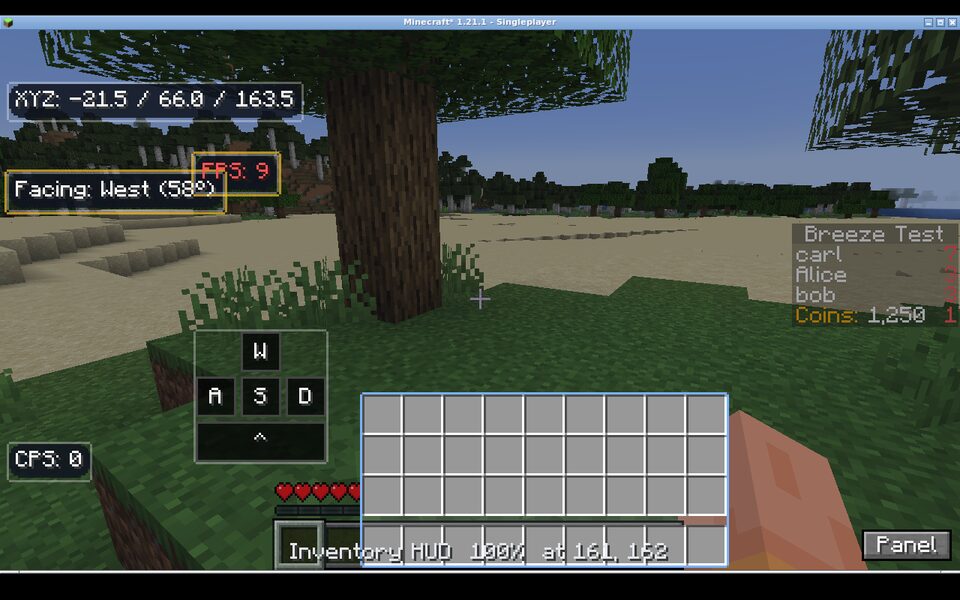 Minecraft* 1.21.1 - Singleplayer
XYZ: -21.5 / 66.0 / 163.5
FPS: 9
Facing: West (58º)
Breeze Test
carl
Alice
bob
Coins: 1,250 1
W
A S D
^
CPS: 0
Inventory HUD 100% at 161, 162
Panel